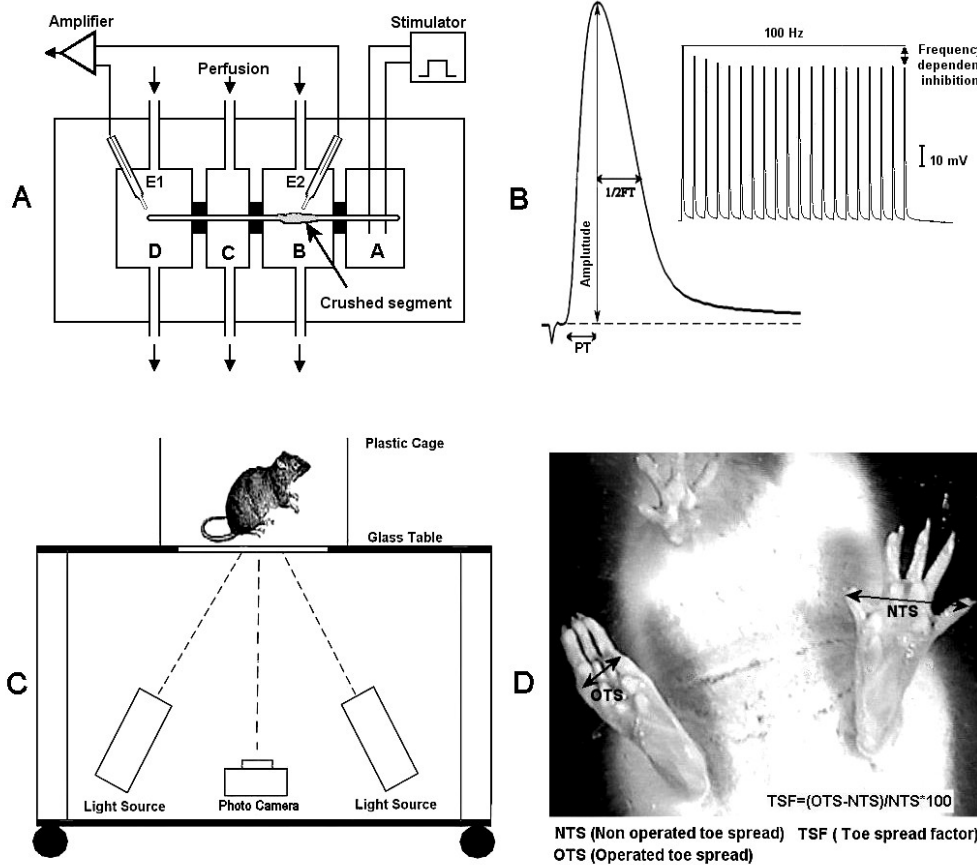 Amplifier
Stimulator
Perfusion
A
E1
E2
D
C
B
A
Crushed segment
B
100 Hz
Frequency
dependen
inhibition
10 mV
1/2FT
Amplutude
PT
C
Plastic Cage
Glass Table
Light Source
Photo Camera
Light Source
D
NTS
OTS
TSF=(OTS-NTS)/NTS*100
NTS (Non operated toe spread) TSF ( Toe spread factor)
OTS (Operated toe spread)